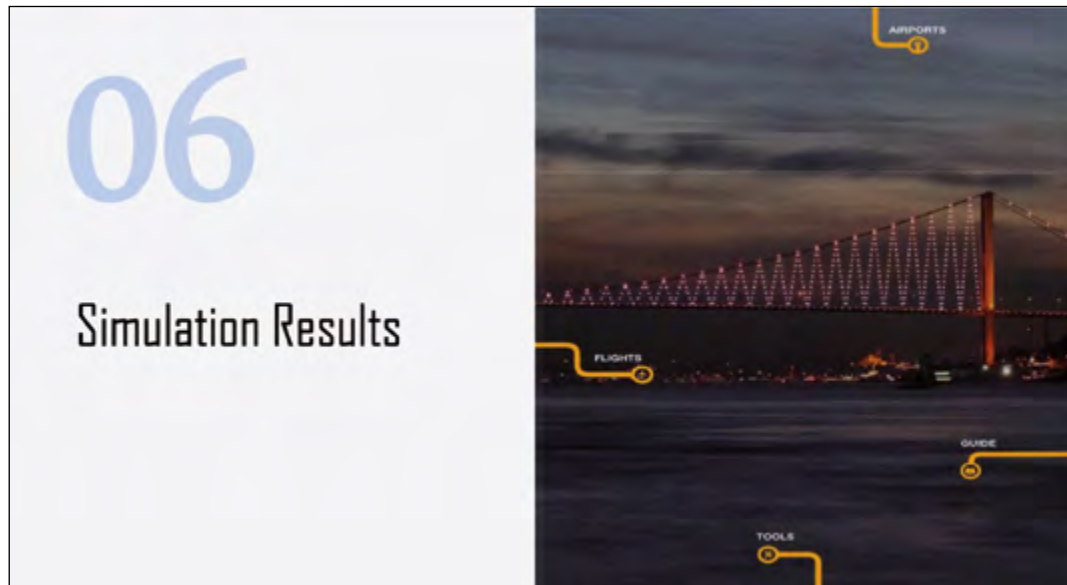 06
Simulation Results
AIRPORTS
FLIGHTS
GUIDE
TOOLS